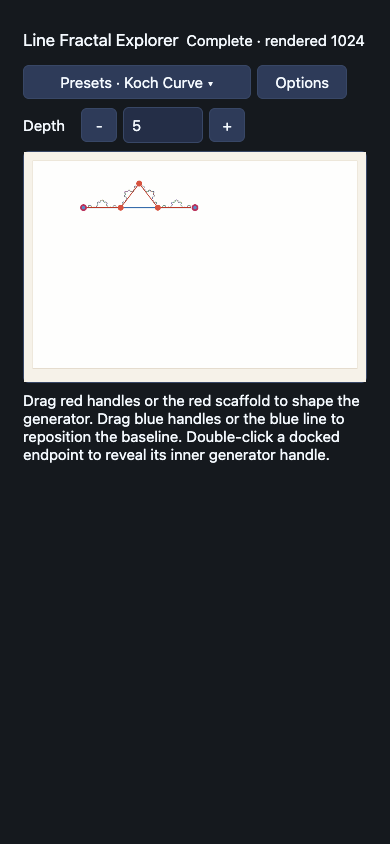 Line Fractal Explorer Complete · rendered 1024
Presets · Koch Curve ▾ Options
Depth - 5 +
Drag red handles or the red scaffold to shape the
generator. Drag blue handles or the blue line to
reposition the baseline. Double-click a docked
endpoint to reveal its inner generator handle.